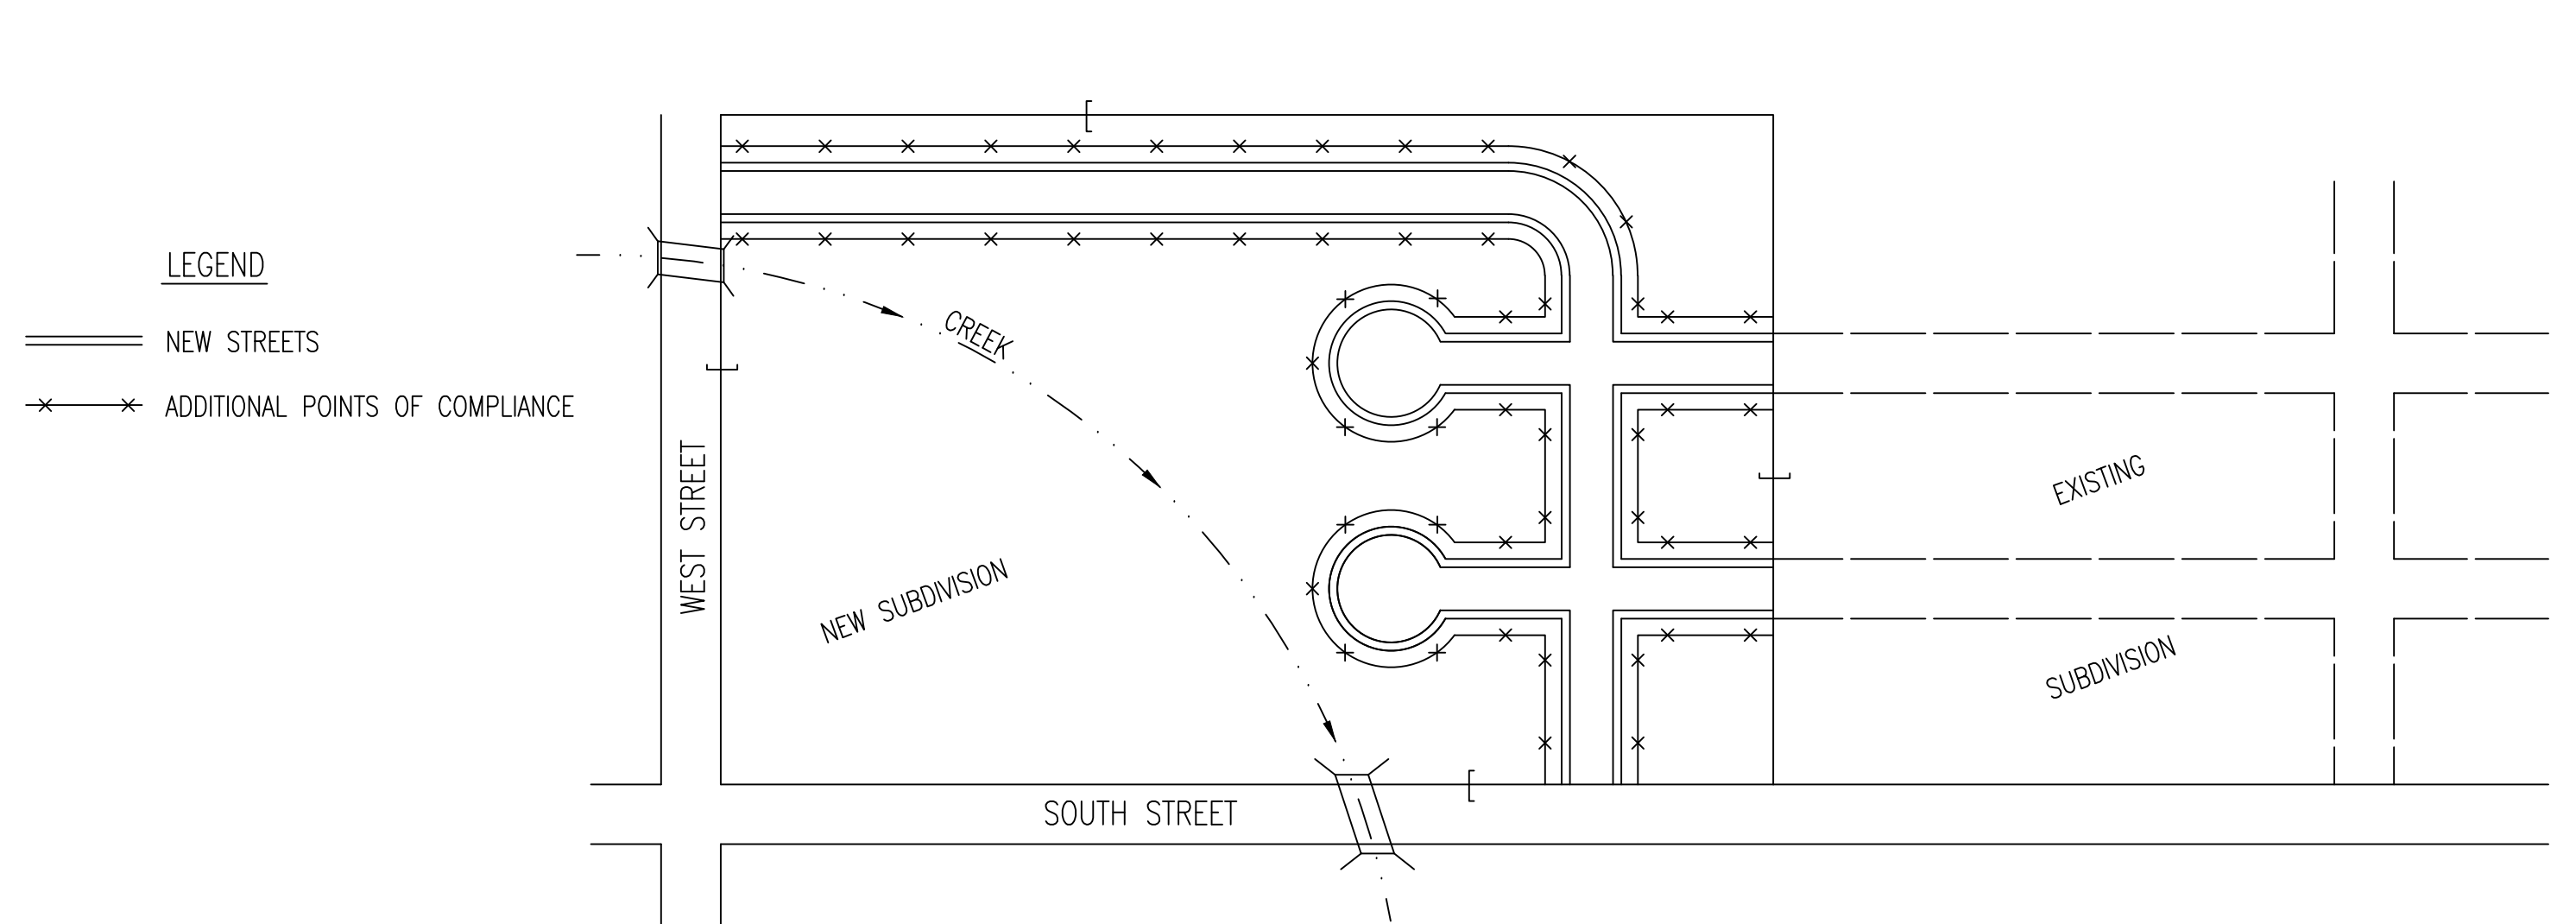 LEGEND
NEW STREETS
ADDITIONAL POINTS OF COMPLIANCE
CREEK
WEST STREET
NEW SUBDIVISION
SOUTH STREET
EXISTING
SUBDIVISION